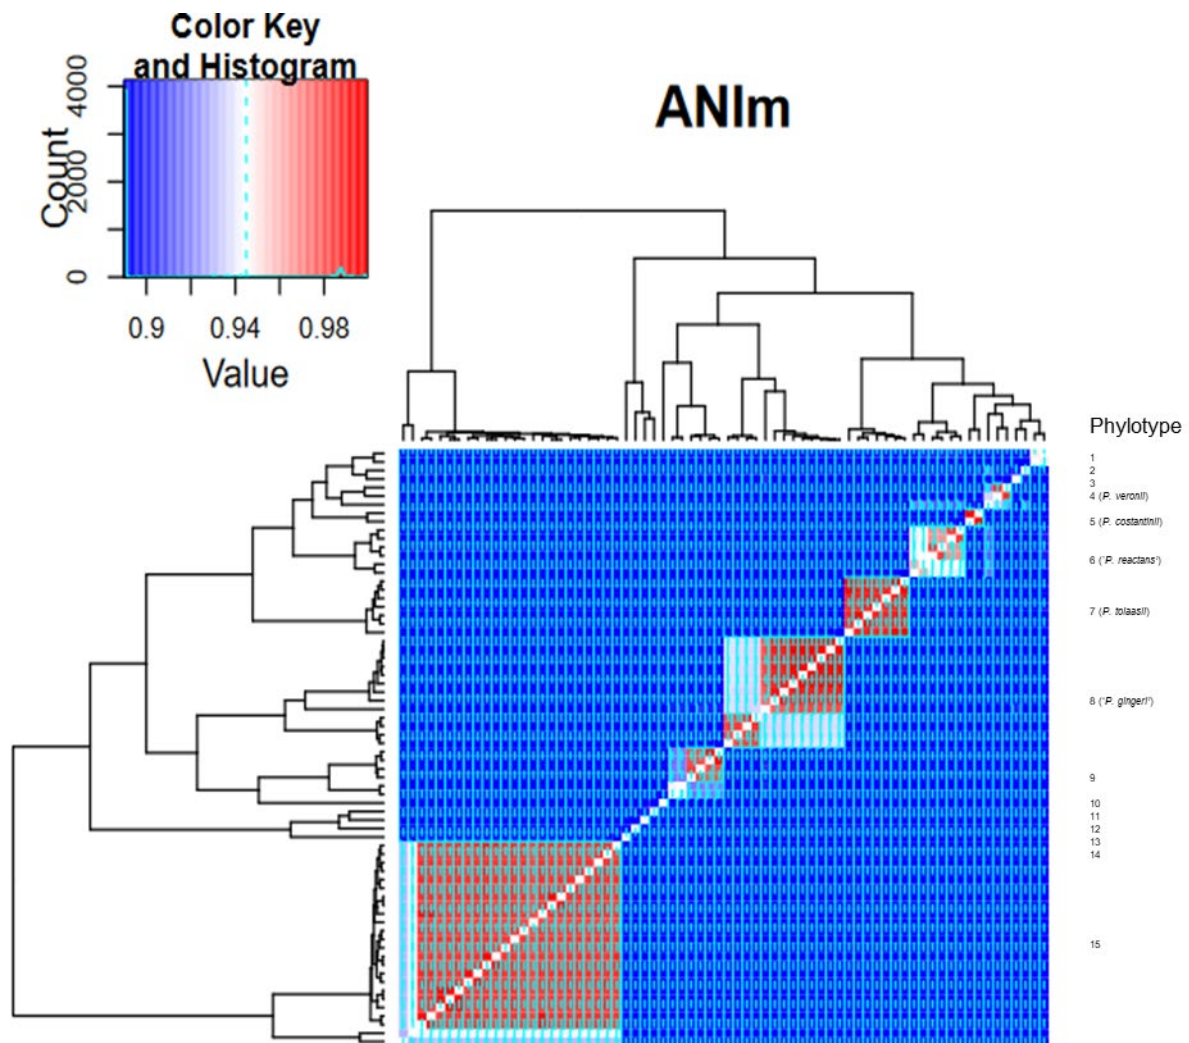 Color Key
and Histogram
ANIm
Count
0
2000
4000
0.9
0.94
0.98
Value
Phylotype
1
2
3
4 (P. veronii)
5 (P. costantinii)
6 ('P. reactans')
7 (P. tolaasii)
8 ('P. gingeri')
9
10
11
12
13
14
15